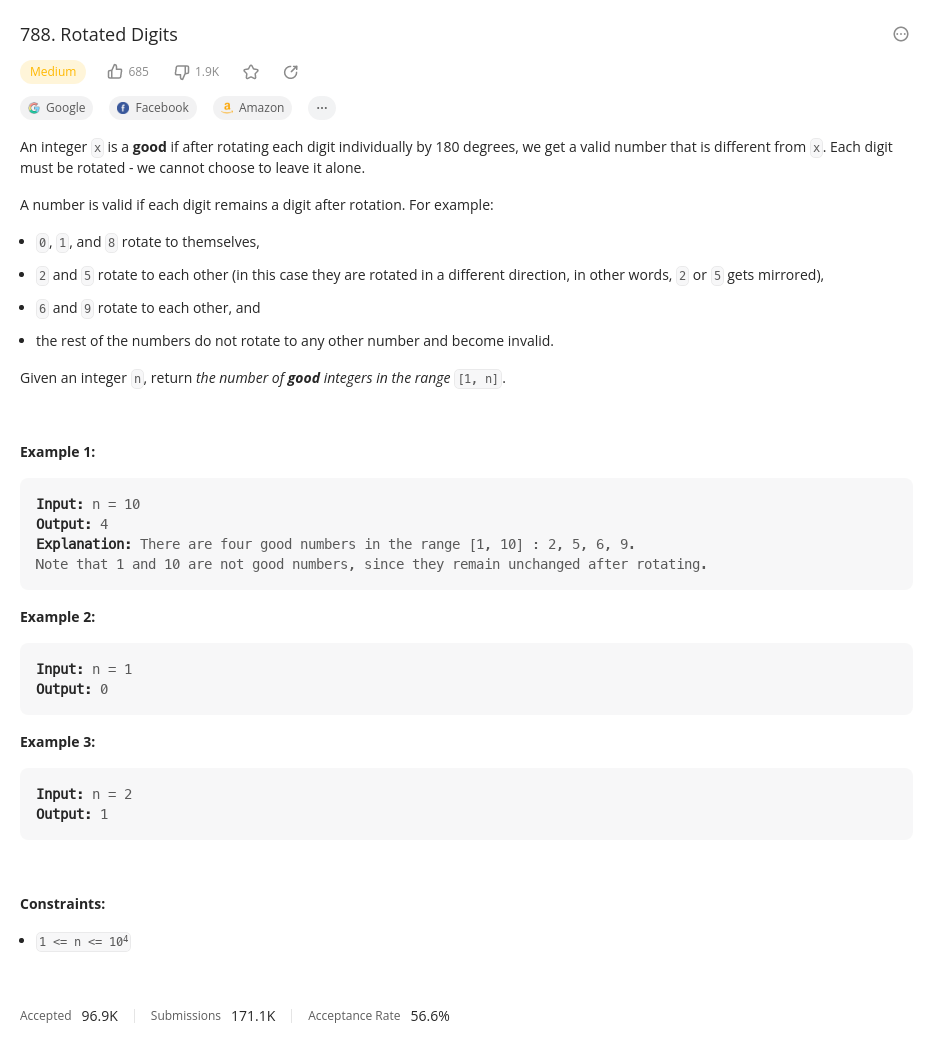 788. Rotated Digits
Medium 685 1.9K
Google Facebook Amazon ...
An integer x is a good if after rotating each digit individually by 180 degrees, we get a valid number that is different from x. Each digit
must be rotated - we cannot choose to leave it alone.
A number is valid if each digit remains a digit after rotation. For example:
• 0, 1, and 8 rotate to themselves,
• 2 and 5 rotate to each other (in this case they are rotated in a different direction, in other words, 2 or 5 gets mirrored),
• 6 and 9 rotate to each other, and
• the rest of the numbers do not rotate to any other number and become invalid.
Given an integer n, return the number of good integers in the range [1, n].
Example 1:
Input: n = 10
Output: 4
Explanation: There are four good numbers in the range [1, 10] : 2, 5, 6, 9.
Note that 1 and 10 are not good numbers, since they remain unchanged after rotating.
Example 2:
Input: n = 1
Output: 0
Example 3:
Input: n = 2
Output: 1
Constraints:
• 1 <= n <= 10⁴
Accepted 96.9K Submissions 171.1K Acceptance Rate 56.6%